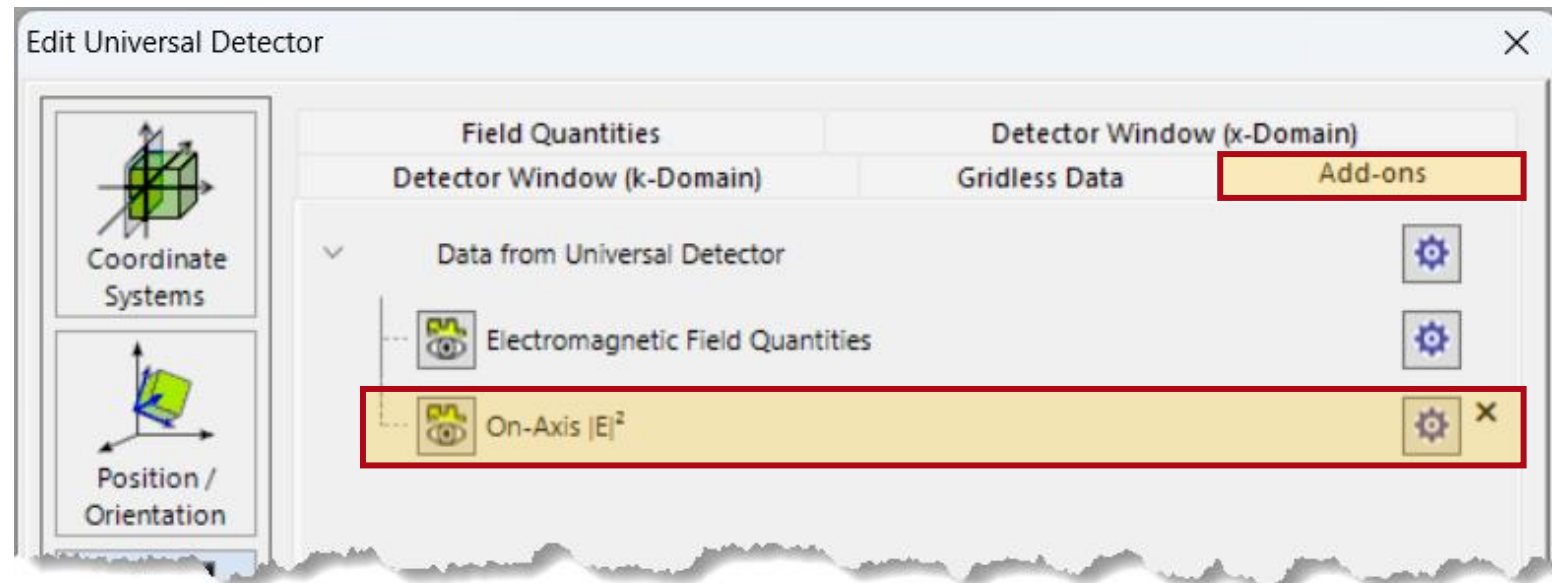 Edit Universal Detector
Coordinate
Systems
Position /
Orientation
Field Quantities
Detector Window (x-Domain)
Detector Window (k-Domain)
Gridless Data
Add-ons
Data from Universal Detector
Electromagnetic Field Quantities
On-Axis |E|²